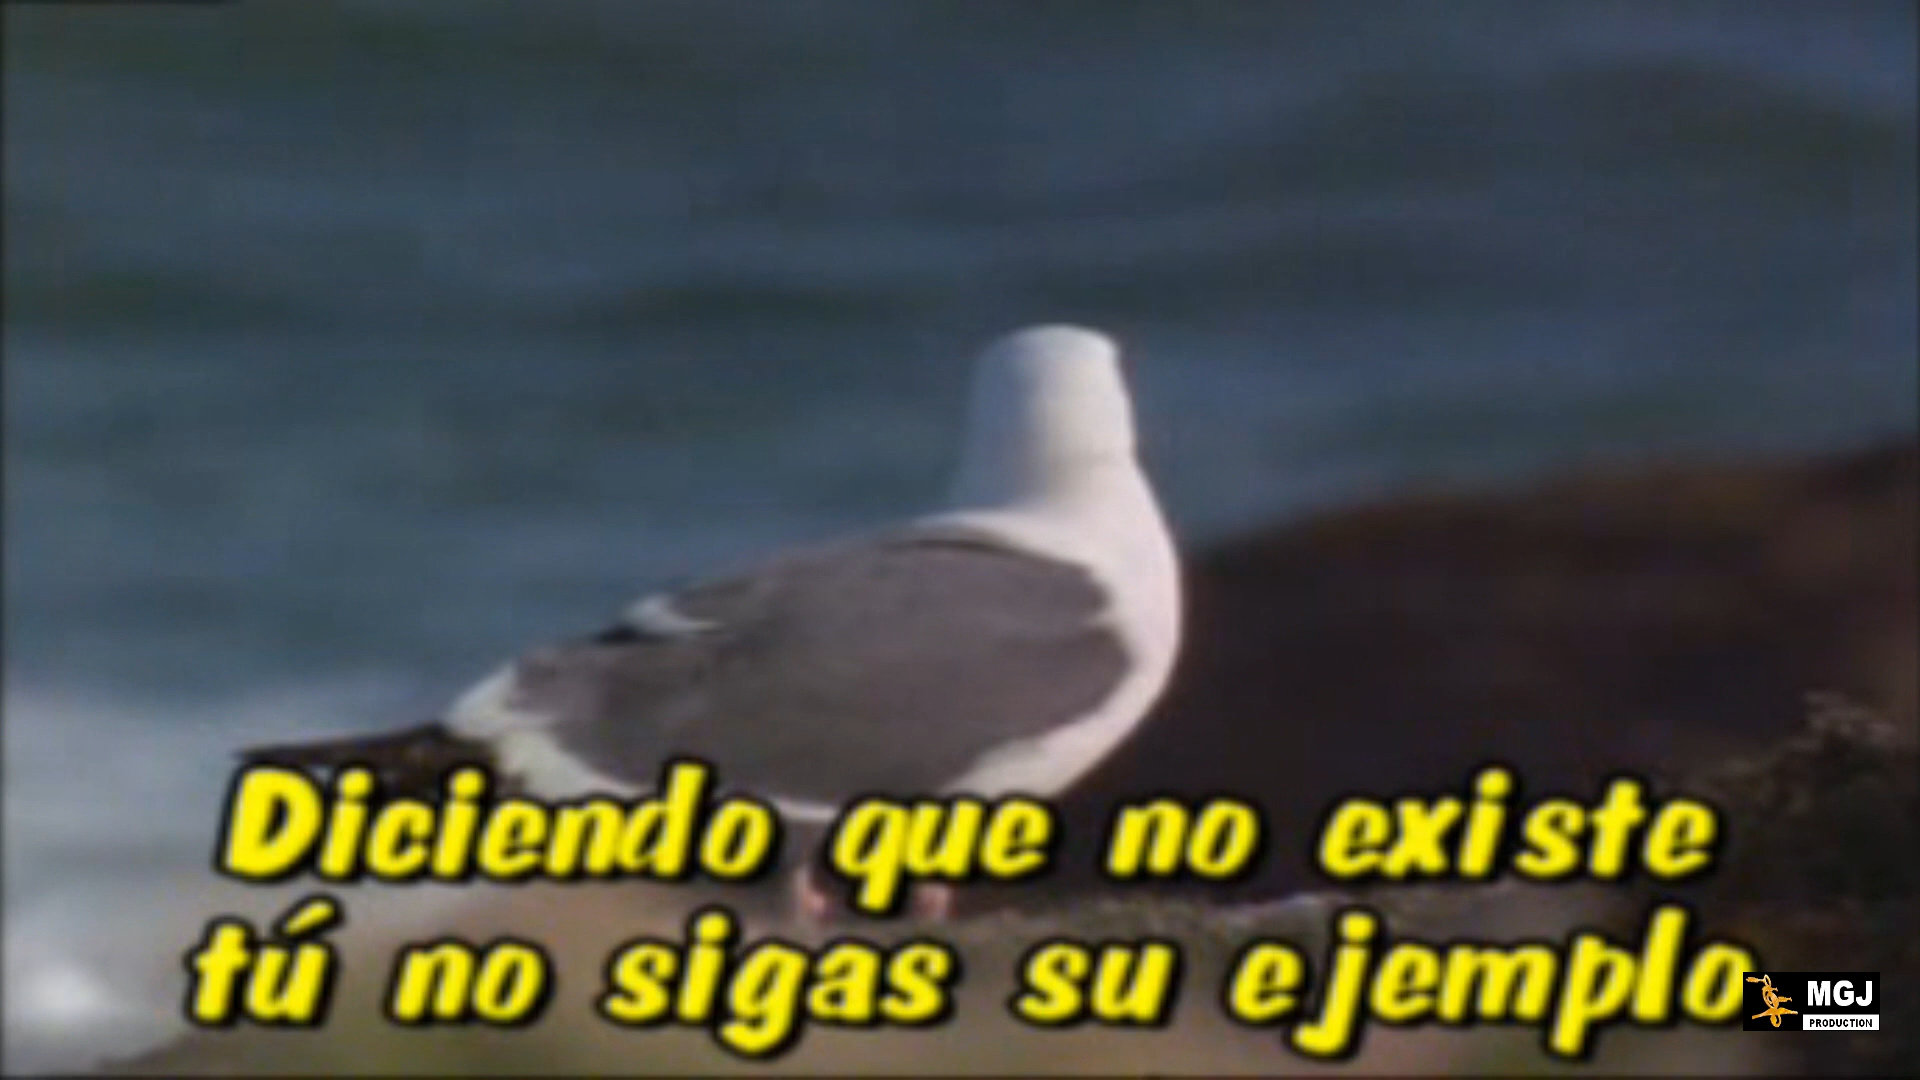 Diciendo que no existe
tú no sigas su ejemplo
MGJ
PRODUCTION